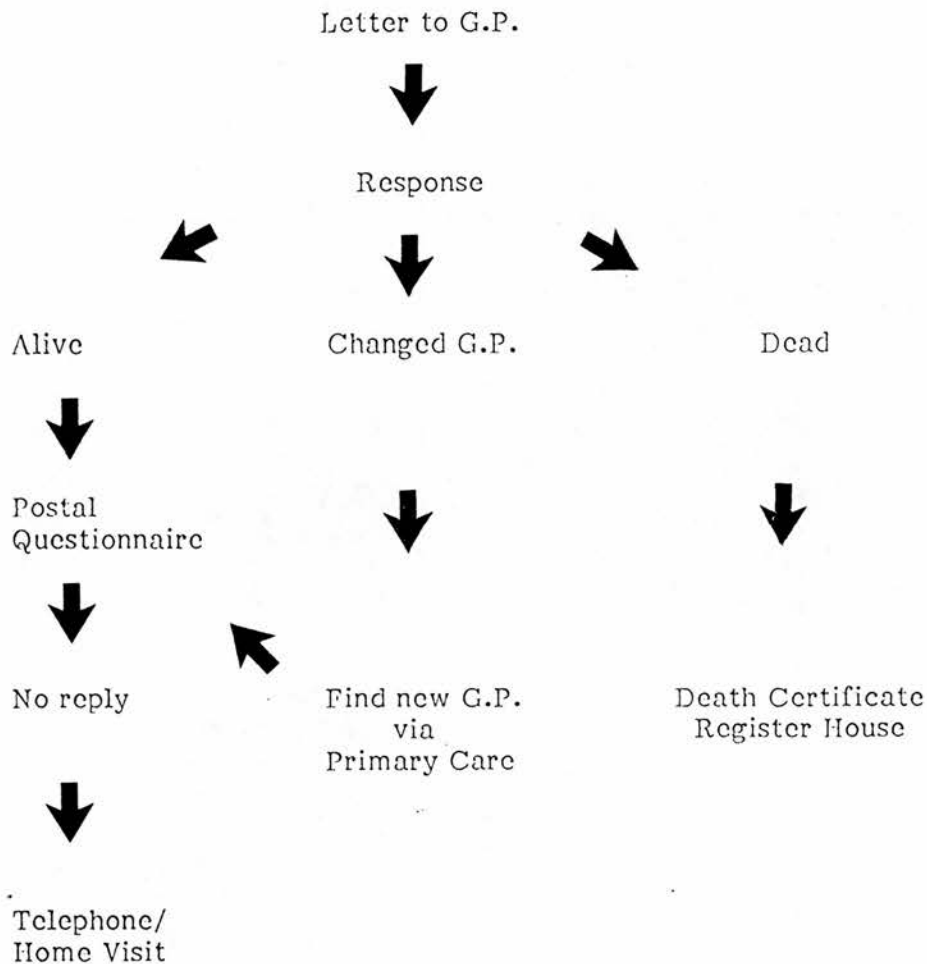 Letter to G.P.
Response
Alive
Changed G.P.
Dead
Postal
Questionnaire
No reply
Find new G.P.
via
Primary Care
Death Certificate
Register House
Telephone/
Home Visit